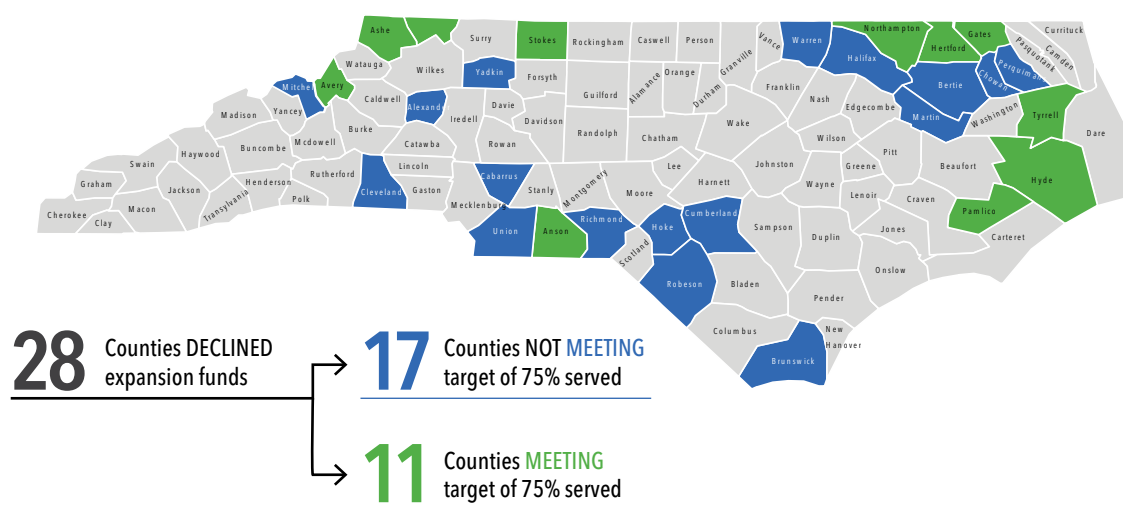 Ashe
Surry
Stokes
Rockingham
Caswell
Person
Vance
Warren
Northampton
Gates
Currituck
Camden
Pasquotank
Perquiman
Chowan
Hertford
Halifax
Granville
Watauga
Wilkes
Yadkin
Forsyth
Guilford
Alamance
Orange
Durham
Franklin
Nash
Edgecombe
Bertie
Martin
Washington
Tyrrell
Dare
Mitche
Avery
Caldwell
Alexande
Iredell
Davie
Davidson
Randolph
Chatham
Wake
Wilson
Pitt
Beaufort
Hyde
Madison
Yancey
Mcdowell
Burke
Catawba
Rowan
Buncombe
Haywood
Swain
Graham
Cherokee
Clay
Macon
Jackson
Transylvania
Henderson
Polk
Rutherford
Cleveland
Lincoln
Gaston
Mecklenburg
Cabarrus
Stanly
Montgomery
Moore
Lee
Harnett
Johnston
Wayne
Greene
Lenoir
Craven
Pamlico
Carteret
Jones
Onslow
Duplin
Sampson
Cumberland
Hoke
Scotland
Richmond
Anson
Union
Robeson
Bladen
Pender
Columbus
New
Hanover
Brunswick
28
Counties DECLINED
expansion funds
17
Counties NOT MEETING
target of 75% served
11
Counties MEETING
target of 75% served